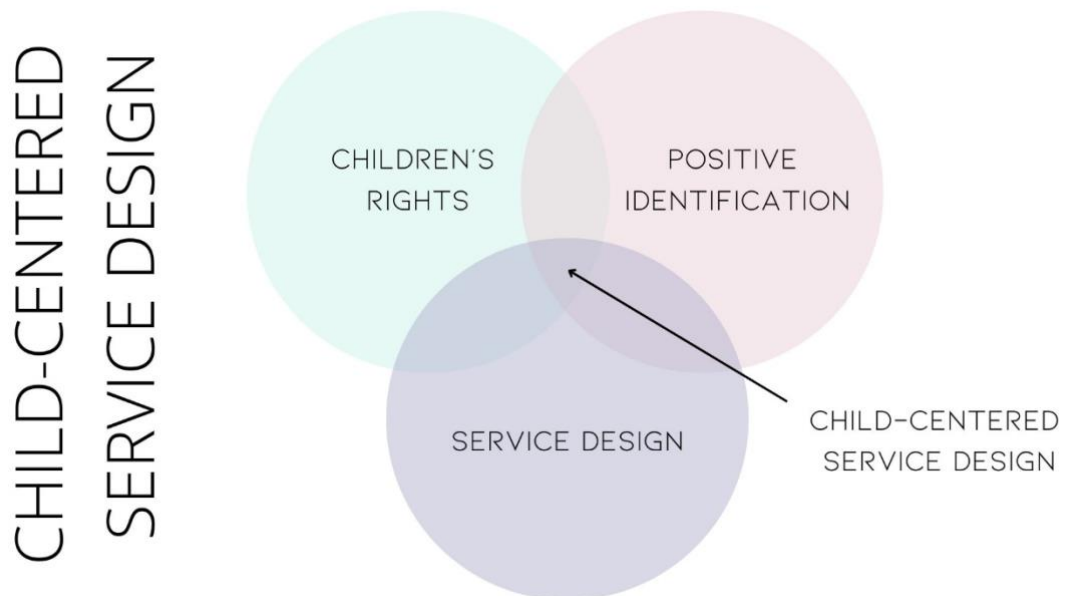 CHILD-CENTERED
SERVICE DESIGN
CHILDREN'S
RIGHTS
POSITIVE
IDENTIFICATION
SERVICE DESIGN
CHILD-CENTERED
SERVICE DESIGN